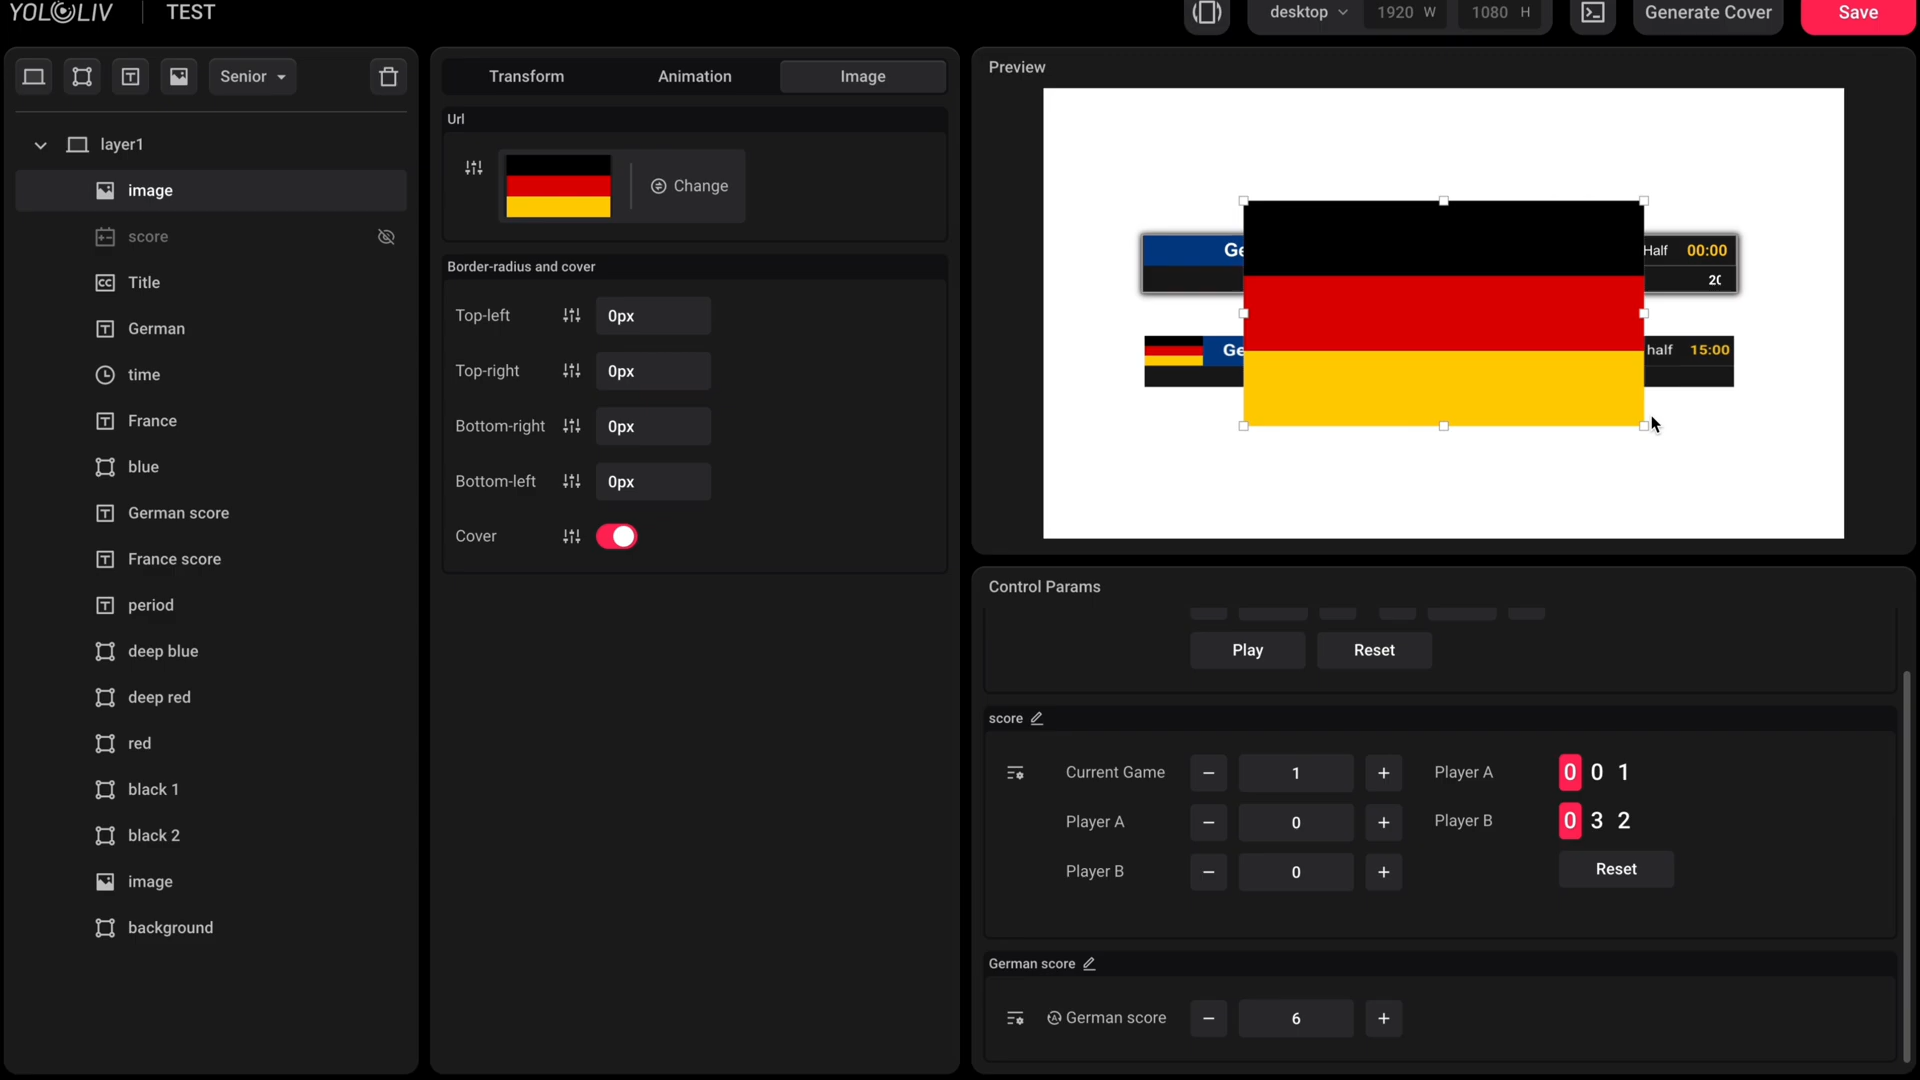 YOLOLIV TEST
desktop 1920 W 1080 H Generate Cover Save
Senior
layer1
image
score
Title
German
time
France
blue
German score
France score
period
deep blue
deep red
red
black 1
black 2
image
background
Transform Animation Image
Url
Change
Border-radius and cover
Top-left 0px
Top-right 0px
Bottom-right 0px
Bottom-left 0px
Cover
Preview
Ge Half 00:00
20
Ge half 15:00
Control Params
Play Reset
score
Current Game 1 Player A 0 0 1
Player A 0 Player B 0 3 2
Player B 0 Reset
German score
German score 6